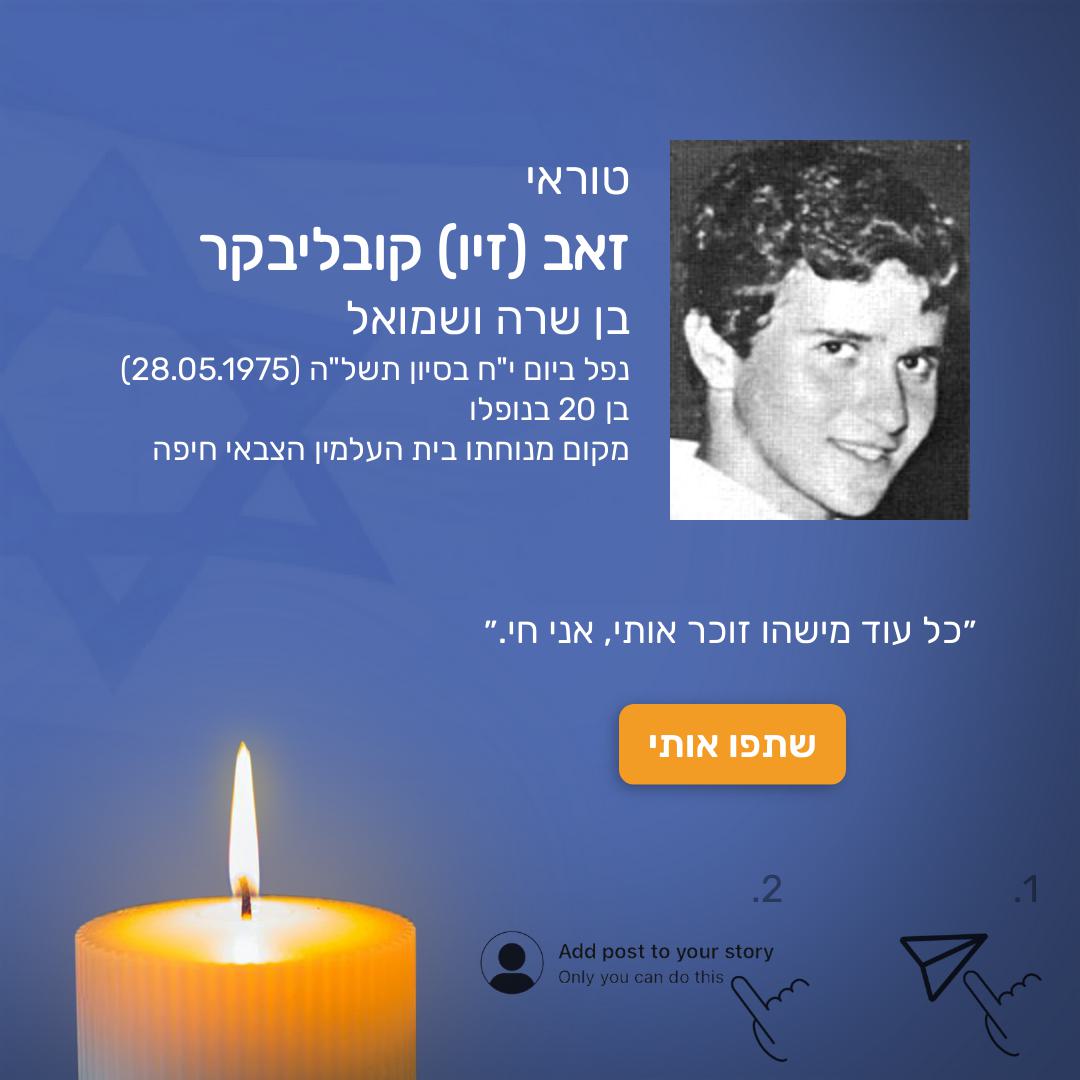 טוראי
זאב (זיו) קובליבקר
בן שרה ושמואל
נפל ביום י"ח בסיון תשל"ה (28.05.1975)
בן 20 בנופלו
מקום מנוחתו בית העלמין הצבאי חיפה
״כל עוד מישהו זוכר אותי, אני חי.״
שתפו אותי
.1
.2
Add post to your story
Only you can do this